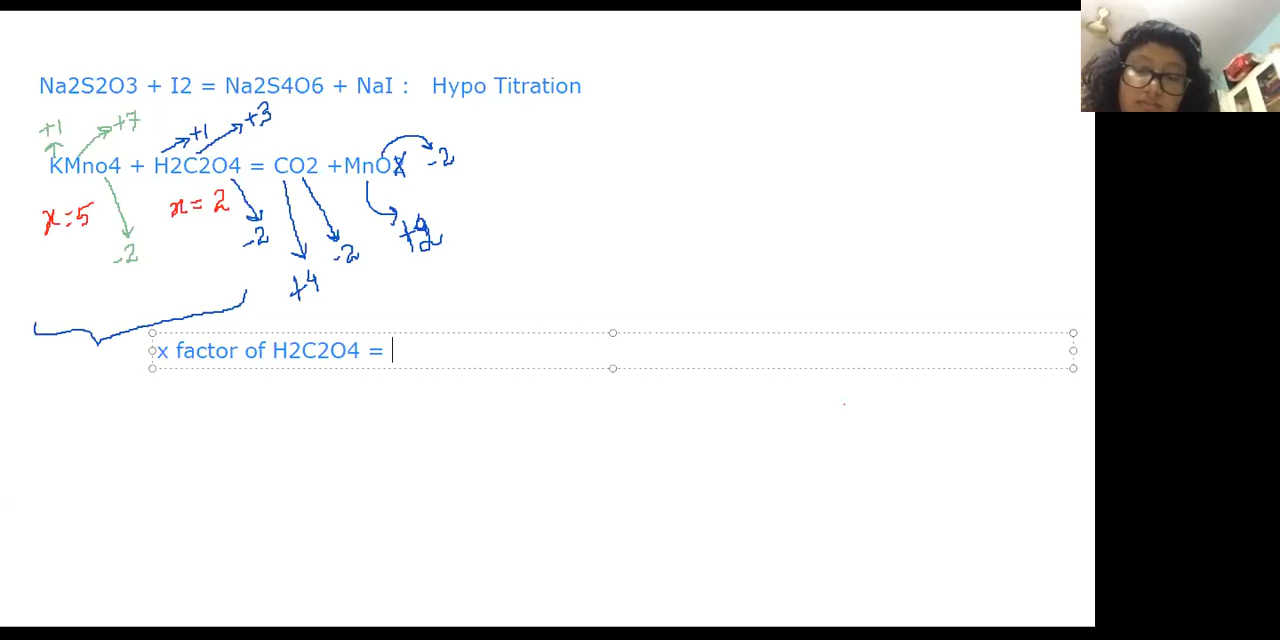 Na2S2O3 + I2 = Na2S4O6 + NaI : Hypo Titration
+1 +7 +1 +3
KMno4 + H2C2O4 = CO2 +MnO -2
x=5 x=2
-2 -2 +4 -2 +2
x factor of H2C2O4 =